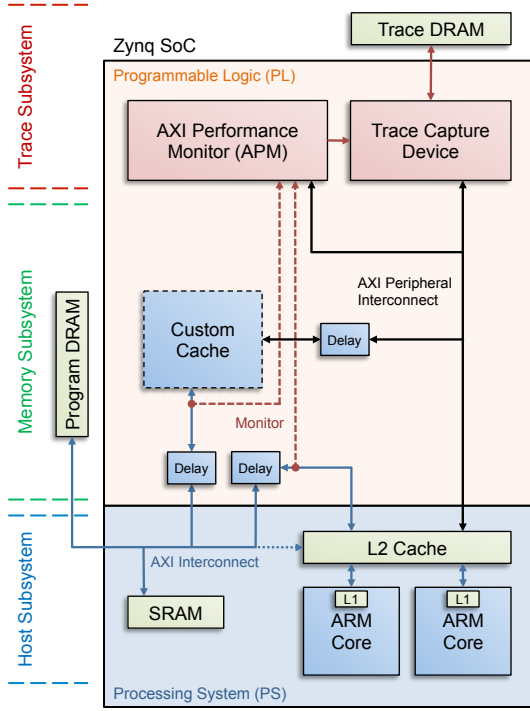 Trace DRAM
Zynq SoC
Programmable Logic (PL)
Trace Subsystem
AXI Performance
Monitor (APM)
Trace Capture
Device
Memory Subsystem
Program DRAM
AXI Peripheral
Interconnect
Custom
Cache
Delay
Monitor
Delay
Delay
Host Subsystem
L2 Cache
AXI Interconnect
SRAM
L1
ARM
Core
L1
ARM
Core
Processing System (PS)